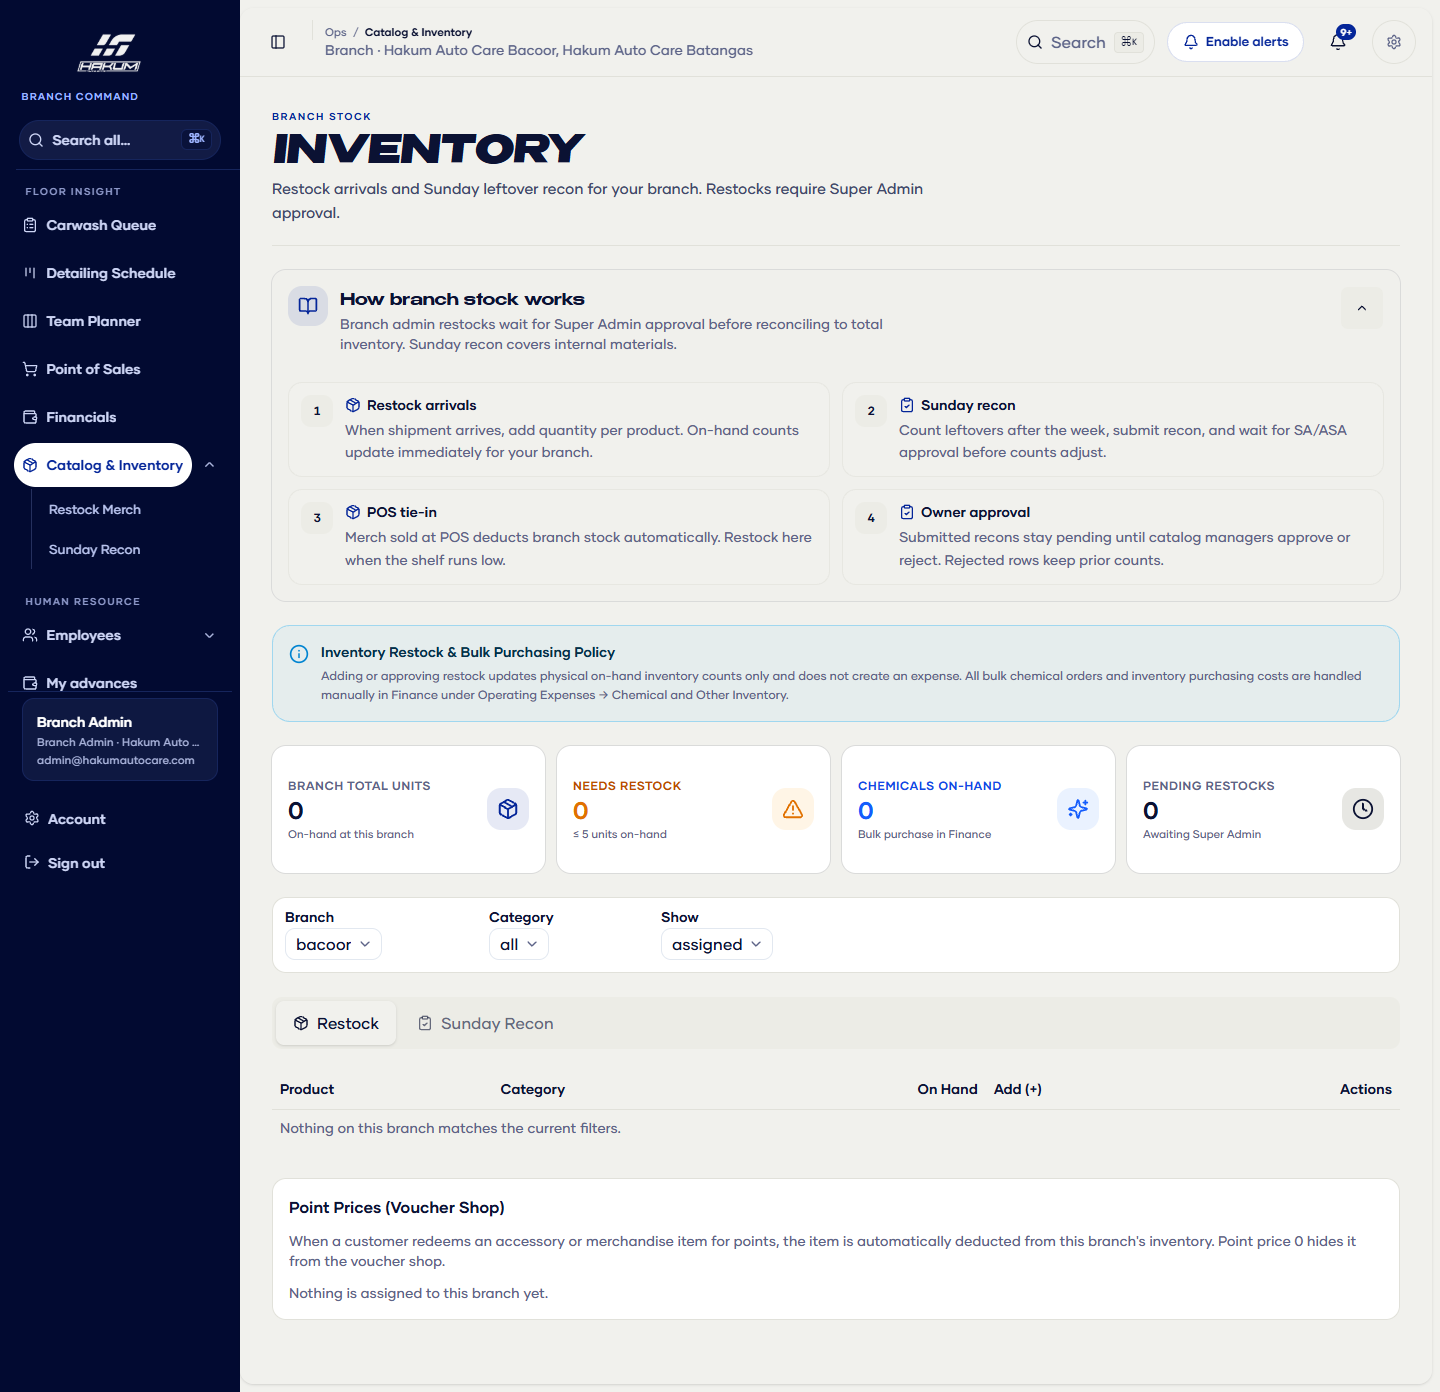 HAKUM
BRANCH COMMAND
Search all...
⌘K
FLOOR INSIGHT
Carwash Queue
Detailing Schedule
Team Planner
Point of Sales
Financials
Catalog & Inventory
Restock Merch
Sunday Recon
HUMAN RESOURCE
Employees
My advances
Branch Admin
Branch Admin · Hakum Auto ...
admin@hakumautocare.com
Account
Sign out
Ops / Catalog & Inventory
Branch · Hakum Auto Care Bacoor, Hakum Auto Care Batangas
Search ⌘K
Enable alerts
9+
BRANCH STOCK
INVENTORY
Restock arrivals and Sunday leftover recon for your branch. Restocks require Super Admin
approval.
How branch stock works
Branch admin restocks wait for Super Admin approval before reconciling to total
inventory. Sunday recon covers internal materials.
1
Restock arrivals
When shipment arrives, add quantity per product. On-hand counts
update immediately for your branch.
2
Sunday recon
Count leftovers after the week, submit recon, and wait for SA/ASA
approval before counts adjust.
3
POS tie-in
Merch sold at POS deducts branch stock automatically. Restock here
when the shelf runs low.
4
Owner approval
Submitted recons stay pending until catalog managers approve or
reject. Rejected rows keep prior counts.
Inventory Restock & Bulk Purchasing Policy
Adding or approving restock updates physical on-hand inventory counts only and does not create an expense. All bulk chemical orders and inventory purchasing costs are handled
manually in Finance under Operating Expenses → Chemical and Other Inventory.
BRANCH TOTAL UNITS
0
On-hand at this branch
NEEDS RESTOCK
0
≤ 5 units on-hand
CHEMICALS ON-HAND
0
Bulk purchase in Finance
PENDING RESTOCKS
0
Awaiting Super Admin
Branch
bacoor
Category
all
Show
assigned
Restock
Sunday Recon
Product Category On Hand Add (+) Actions
Nothing on this branch matches the current filters.
Point Prices (Voucher Shop)
When a customer redeems an accessory or merchandise item for points, the item is automatically deducted from this branch's inventory. Point price 0 hides it
from the voucher shop.
Nothing is assigned to this branch yet.